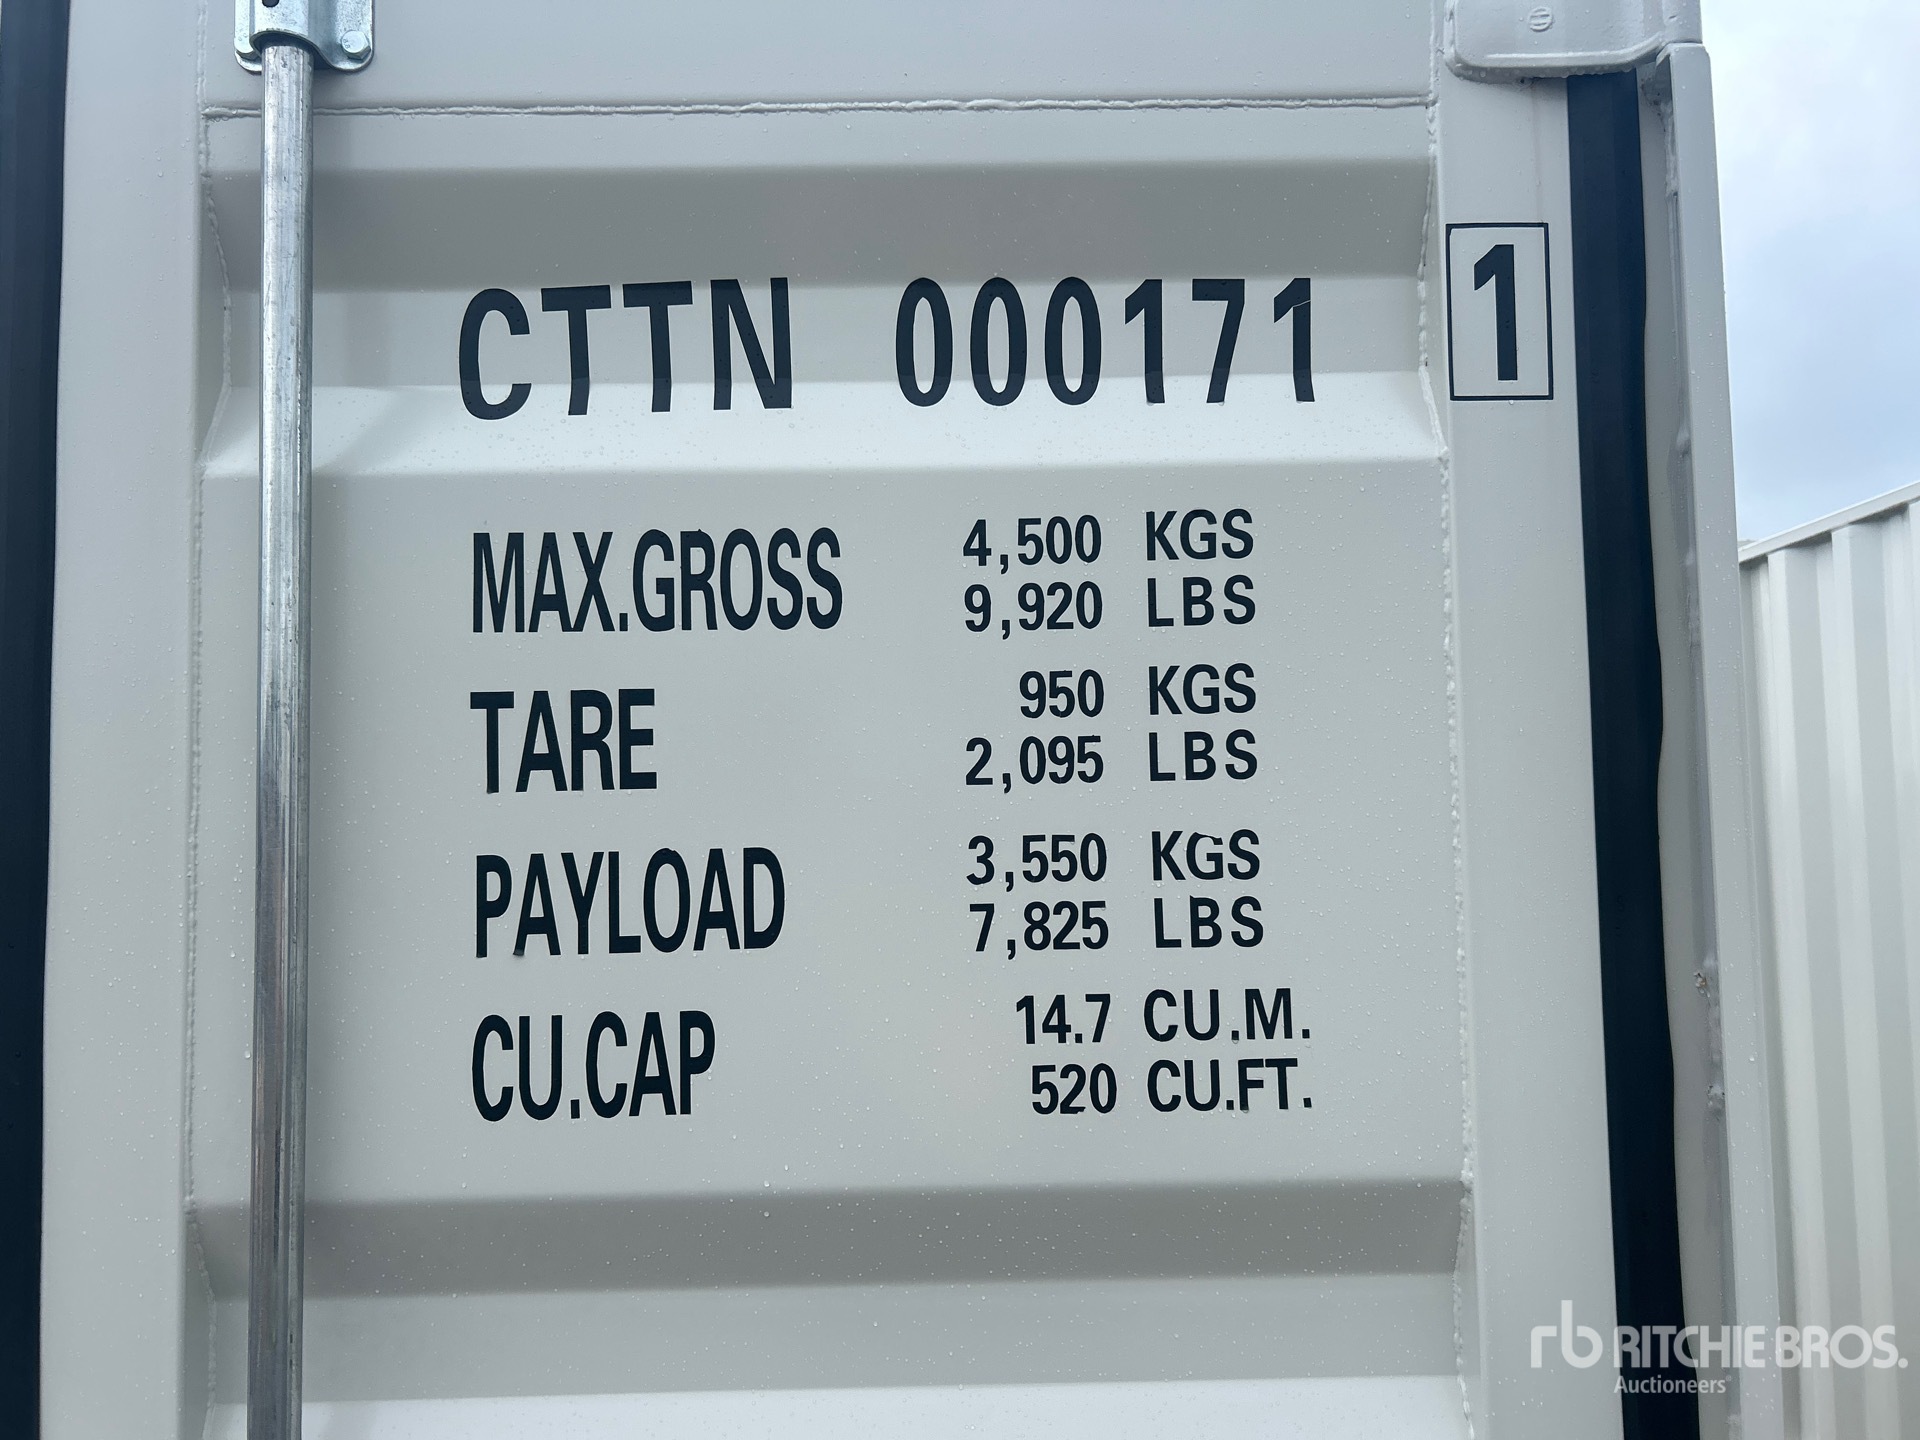 CTTN 000171 1
MAX.GROSS 4,500 KGS
9,920 LBS
TARE 950 KGS
2,095 LBS
PAYLOAD 3,550 KGS
7,825 LBS
CU.CAP 14.7 CU.M.
520 CU.FT.
rb RITCHIE BROS.
Auctioneers